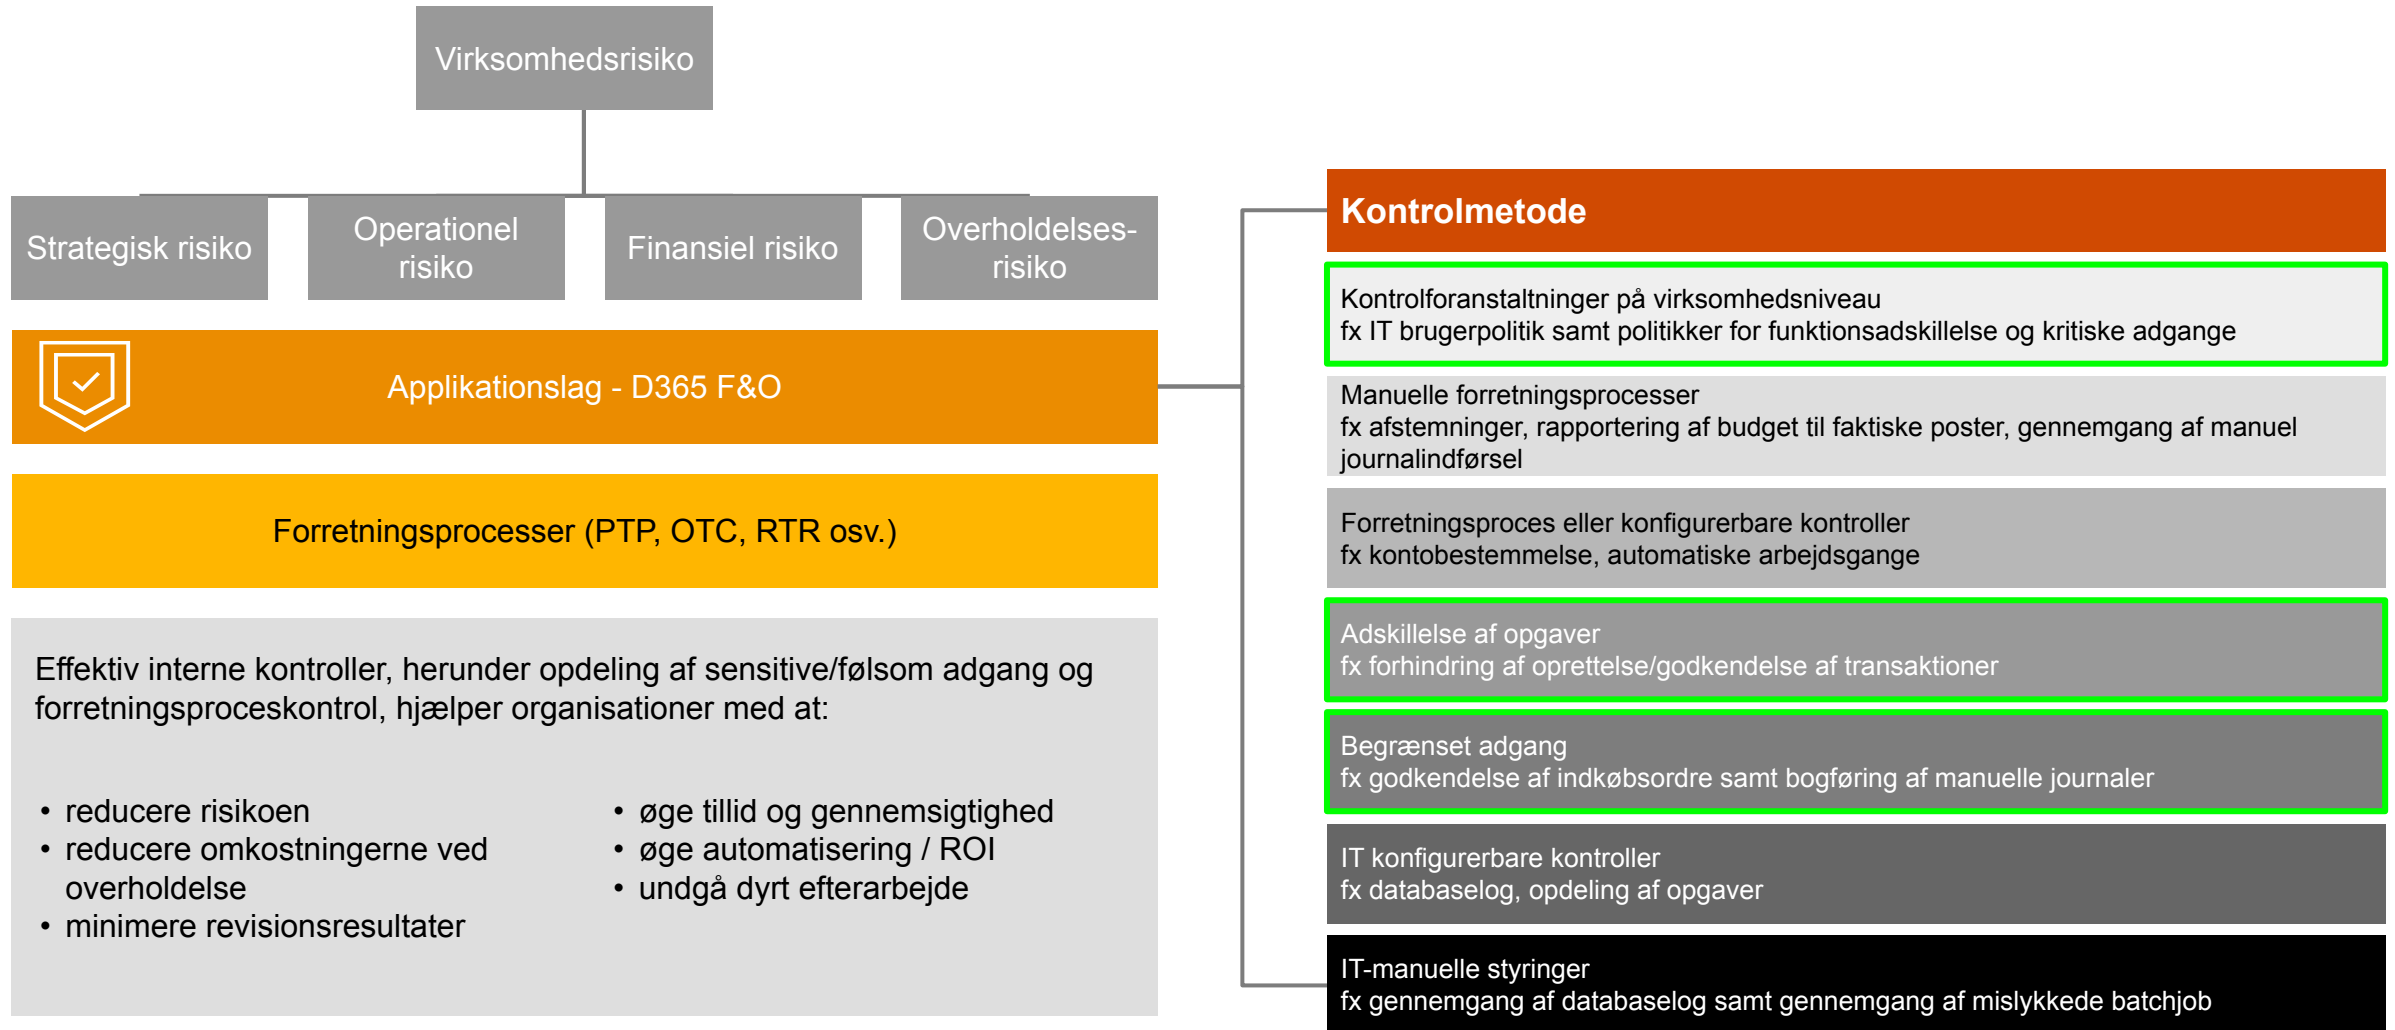 Virksomhedsrisiko
Strategisk risiko
Operationel
risiko
Finansiel risiko
Overholdelses-
risiko
Applikationslag - D365 F&O
Forretningsprocesser (PTP, OTC, RTR osv.)
Effektiv interne kontroller, herunder opdeling af sensitive/følsom adgang og
forretningsproceskontrol, hjælper organisationer med at:
• reducere risikoen
• reducere omkostningerne ved
overholdelse
• minimere revisionsresultater
• øge tillid og gennemsigtighed
• øge automatisering / ROI
• undgå dyrt efterarbejde
Kontrolmetode
Kontrolforanstaltninger på virksomhedsniveau
fx IT brugerpolitik samt politikker for funktionsadskillelse og kritiske adgange
Manuelle forretningsprocesser
fx afstemninger, rapportering af budget til faktiske poster, gennemgang af manuel
journalindførsel
Forretningsproces eller konfigurerbare kontroller
fx kontobestemmelse, automatiske arbejdsgange
Adskillelse af opgaver
fx forhindring af oprettelse/godkendelse af transaktioner
Begrænset adgang
fx godkendelse af indkøbsordre samt bogføring af manuelle journaler
IT konfigurerbare kontroller
fx databaselog, opdeling af opgaver
IT-manuelle styringer
fx gennemgang af databaselog samt gennemgang af mislykkede batchjob